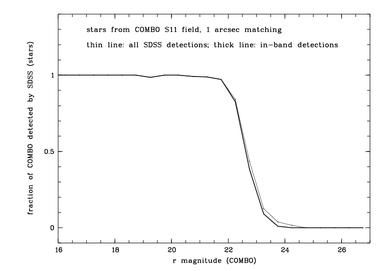 stars from COMBO S11 field, 1 arcsec matching
thin line: all SDSS detections; thick line: in-band detections
fraction of COMBO detected by SDSS (stars)
1
0.5
0
16 18 20 22 24 26
r magnitude (COMBO)